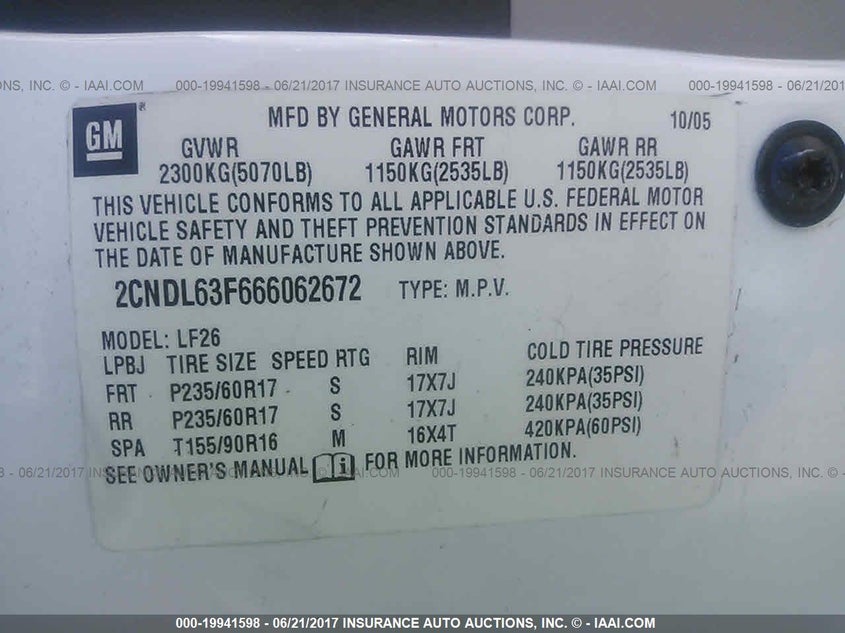 INC. © - IAAI.COM 000-19941598 - 06/21/2017 INSURANCE AUTO AUCTIONS, INC. © - IAAI.COM 000-19941598
GM®
MFD BY GENERAL MOTORS CORP. 10/05
GVWR GAWR FRT GAWR RR
2300KG(5070LB) 1150KG(2535LB) 1150KG(2535LB)
THIS VEHICLE CONFORMS TO ALL APPLICABLE U.S. FEDERAL MOTOR
VEHICLE SAFETY AND THEFT PREVENTION STANDARDS IN EFFECT ON
THE DATE OF MANUFACTURE SHOWN ABOVE.
2CNDL63F666062672 TYPE: M.P.V.
MODEL: LF26
LPBJ TIRE SIZE SPEED RTG RIM COLD TIRE PRESSURE
FRT P235/60R17 S 17X7J 240KPA(35PSI)
RR P235/60R17 S 17X7J 240KPA(35PSI)
SPA T155/90R16 M 16X4T 420KPA(60PSI)
SEE OWNER'S MANUAL i FOR MORE INFORMATION.
- 06/21/2017 INSURANCE AUTO AUCTIONS, INC. © - IAAI.COM 000-19941598 - 06/21/2017 INSURANCE AUTO
000-19941598 - 06/21/2017 INSURANCE AUTO AUCTIONS, INC. © - IAAI.COM